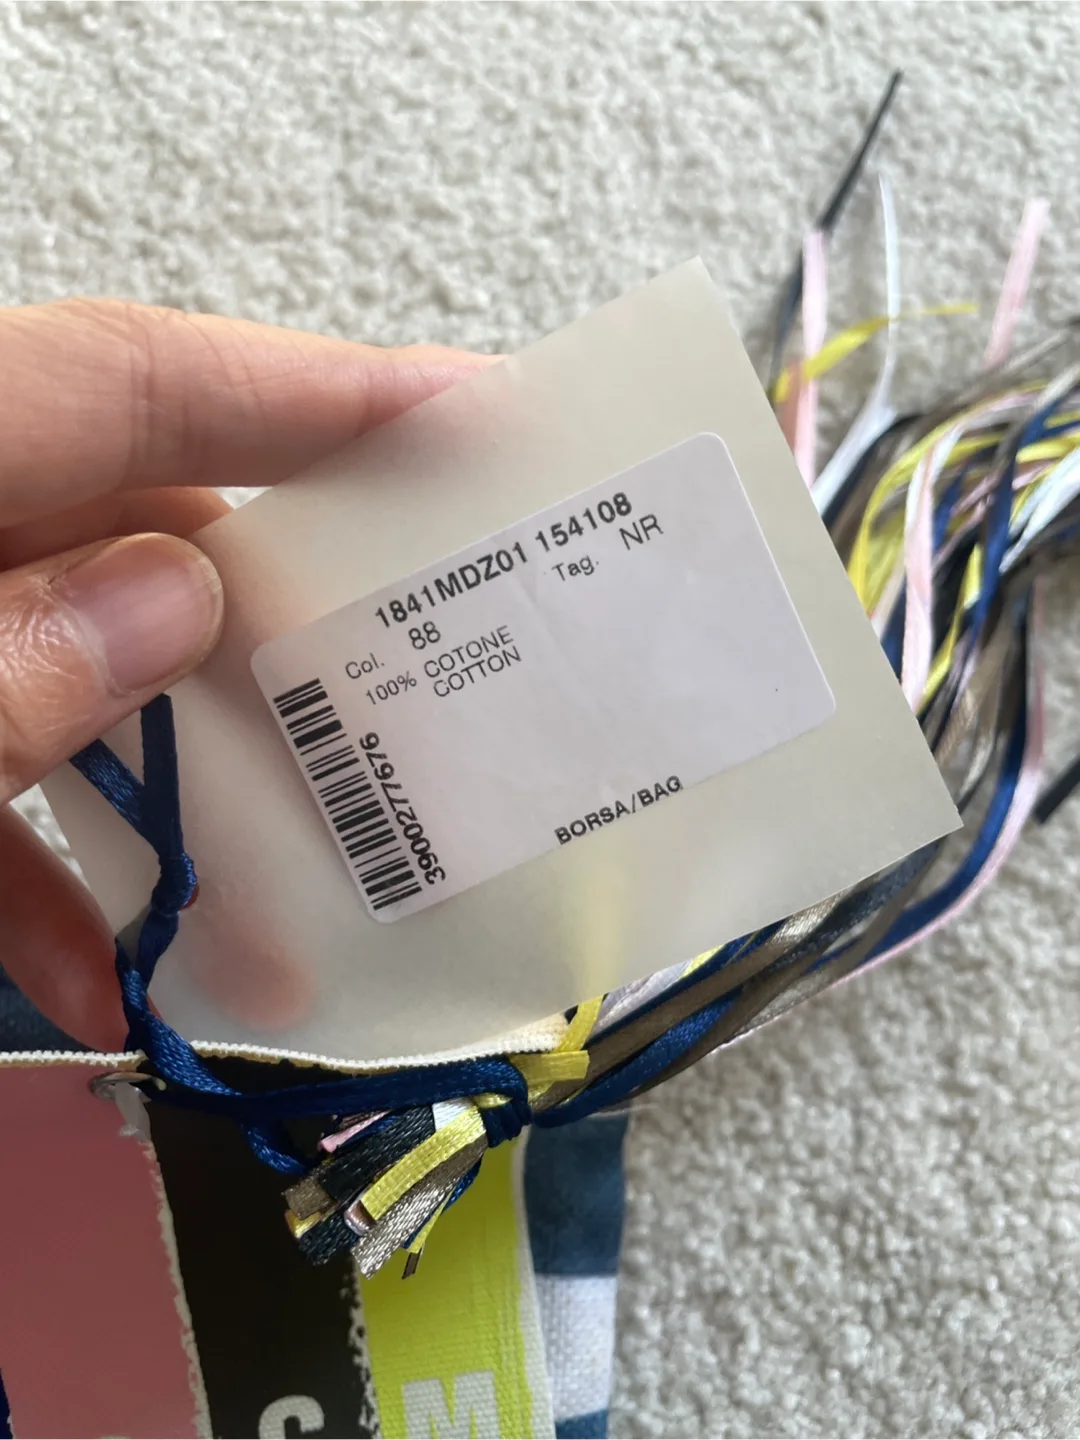 1841MDZ01 154108
Col. 88 Tag. NR
100% COTONE
COTTON
3900277676
BORSA/BAG
C M